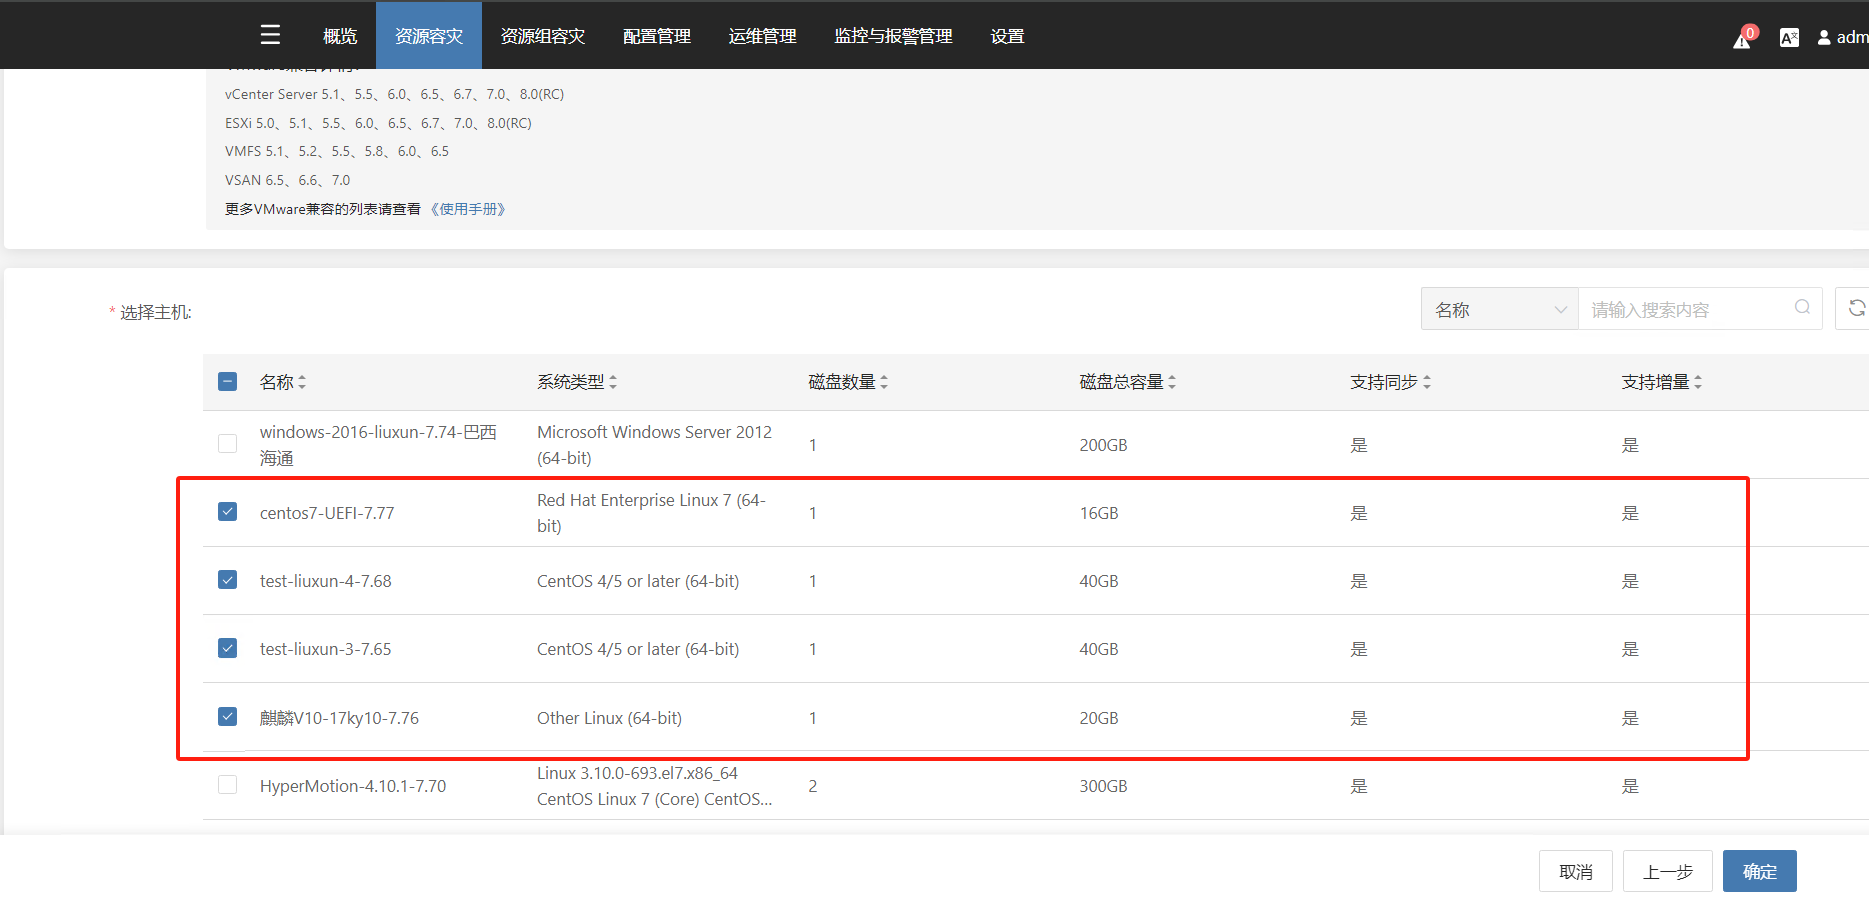 概览 资源容灾 资源组容灾 配置管理 运维管理 监控与报警管理 设置 0 adm
vCenter Server 5.1、5.5、6.0、6.5、6.7、7.0、8.0(RC)
ESXi 5.0、5.1、5.5、6.0、6.5、6.7、7.0、8.0(RC)
VMFS 5.1、5.2、5.5、5.8、6.0、6.5
VSAN 6.5、6.6、7.0
更多VMware兼容的列表请查看 《使用手册》
* 选择主机: 名称 请输入搜索内容
名称 系统类型 磁盘数量 磁盘总容量 支持同步 支持增量
windows-2016-liuxun-7.74-巴西 Microsoft Windows Server 2012 1 200GB 是 是
海通 (64-bit)
centos7-UEFI-7.77 Red Hat Enterprise Linux 7 (64- 1 16GB 是 是
bit)
test-liuxun-4-7.68 CentOS 4/5 or later (64-bit) 1 40GB 是 是
test-liuxun-3-7.65 CentOS 4/5 or later (64-bit) 1 40GB 是 是
麒麟V10-17ky10-7.76 Other Linux (64-bit) 1 20GB 是 是
HyperMotion-4.10.1-7.70 Linux 3.10.0-693.el7.x86_64 2 300GB 是 是
CentOS Linux 7 (Core) CentOS...
取消 上一步 确定